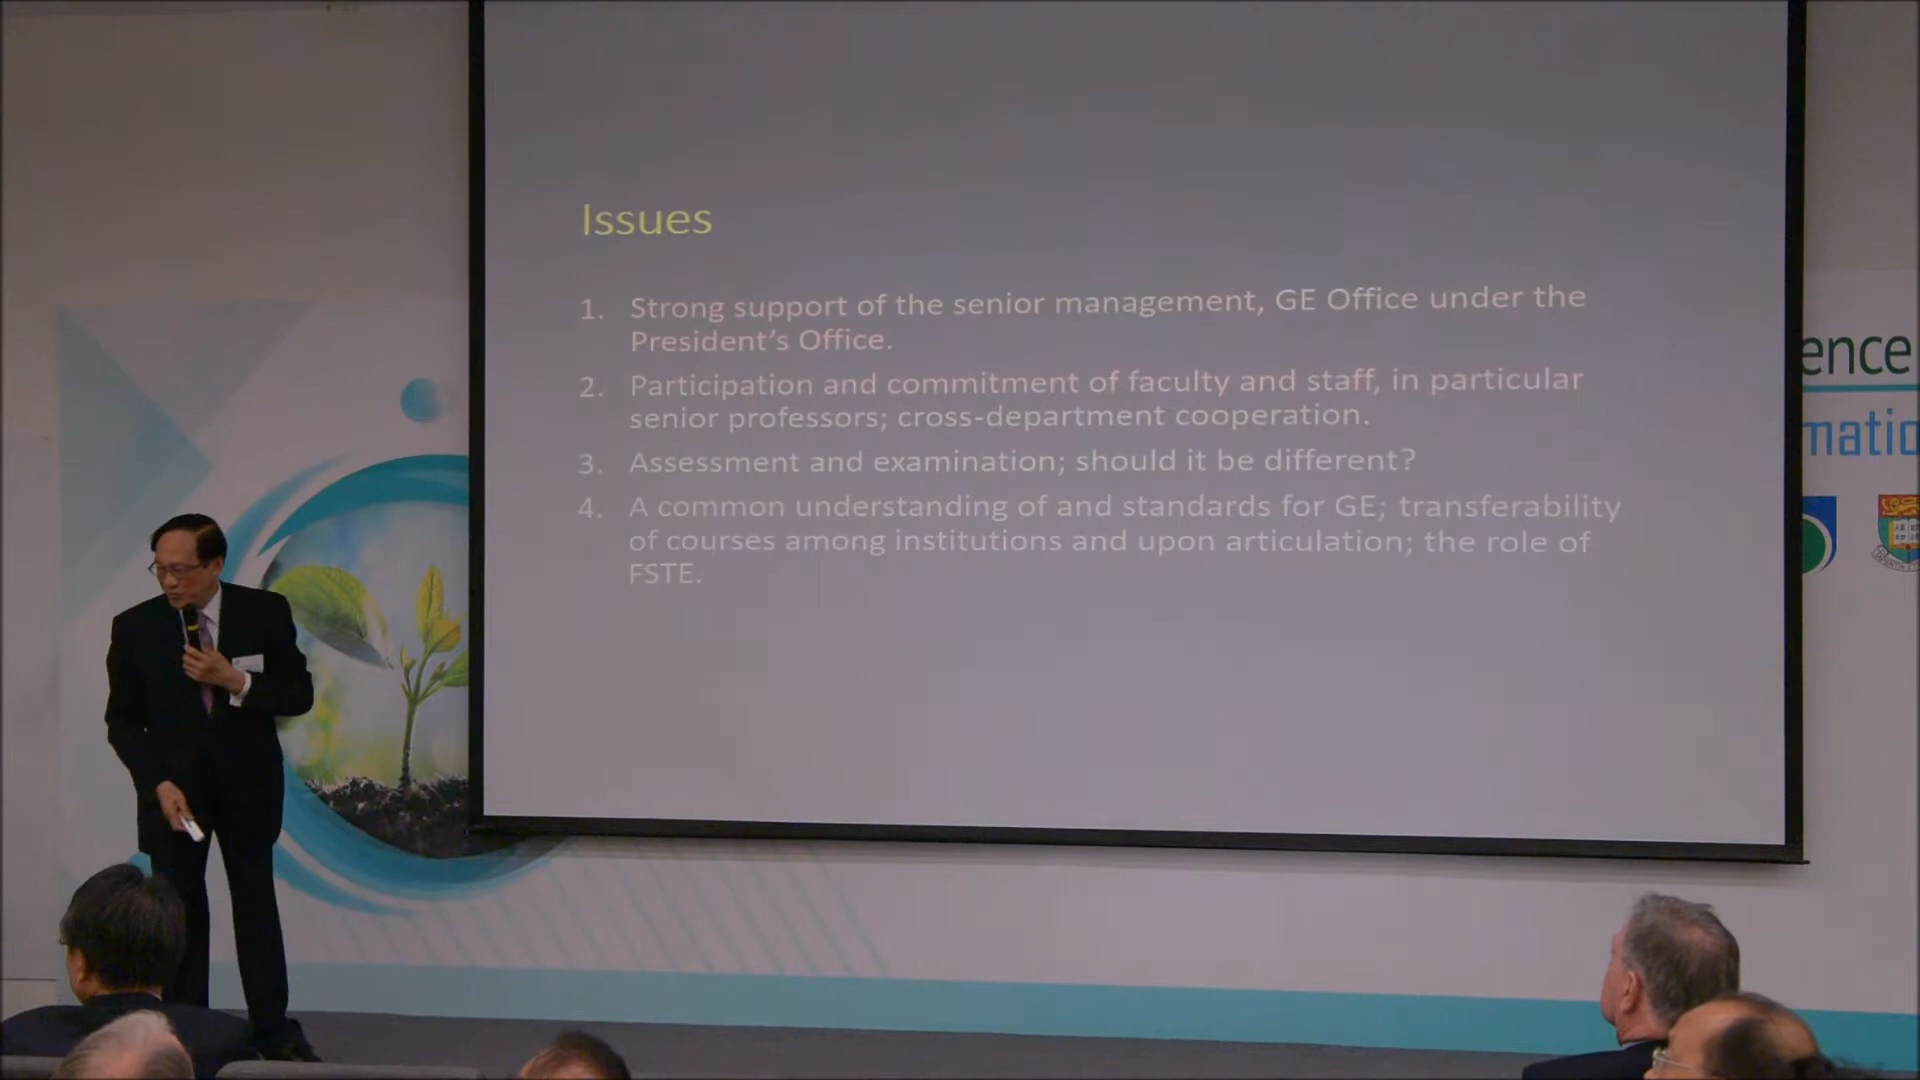 Issues
1. Strong support of the senior management, GE Office under the
President’s Office.
2. Participation and commitment of faculty and staff, in particular
senior professors; cross-department cooperation.
3. Assessment and examination; should it be different?
4. A common understanding of and standards for GE; transferability
of courses among institutions and upon articulation; the role of
FSTE.
ence
matio